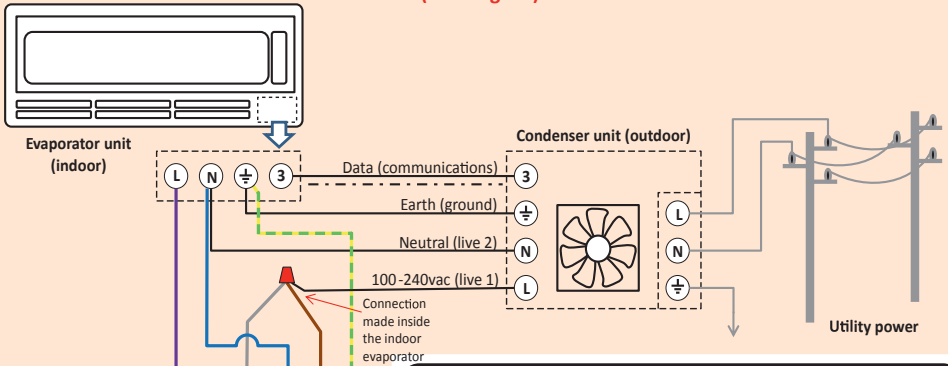 Evaporator unit
(indoor)
L
N
3
Data (communications)
Earth (ground)
Neutral (live 2)
100-240vac (live 1)
Connection
made inside
the indoor
evaporator
Condenser unit (outdoor)
3
N
L
L
N
Utility power